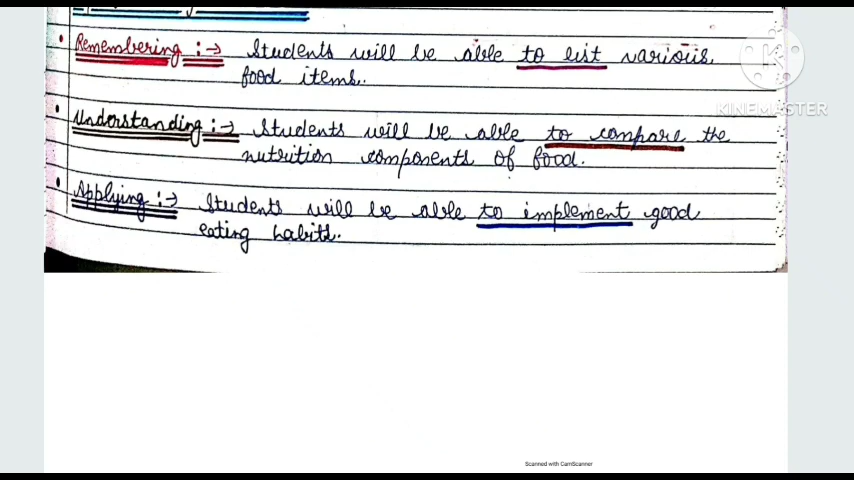 • Remembering :→ Students will be able to list various
food items.
KINEMASTER
• Understanding :→ Students will be able to compare the
nutrition components of food.
• Applying :→ Students will be able to implement good
eating habits.
Scanned with CamScanner